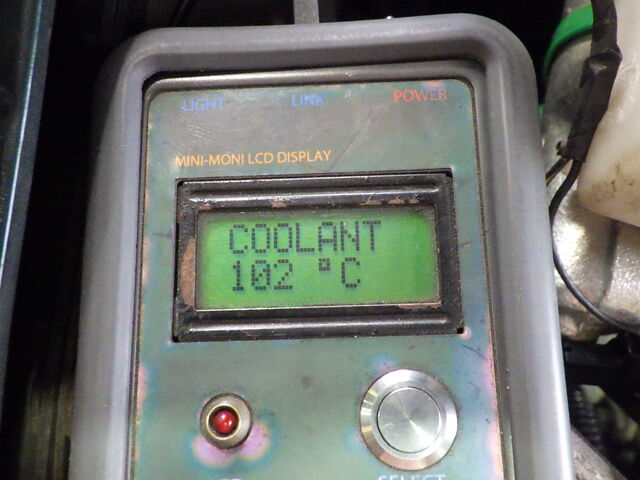 LIGHT LINK POWER
MINI-MONI LCD DISPLAY
COOLANT
102 °C
SELECT